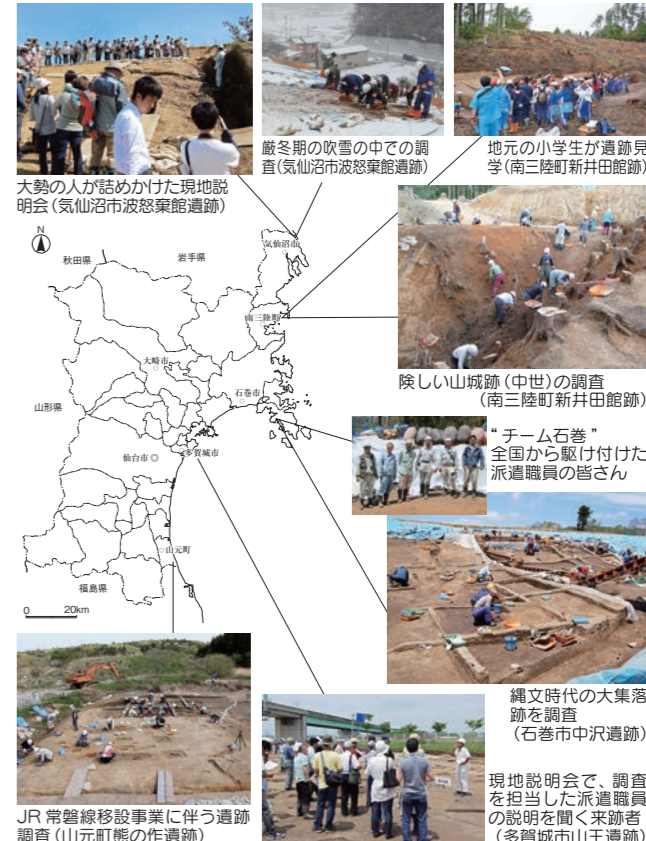 大勢の人が詰めかけた現地説
明会（気仙沼市波怒棄館遺跡）
厳冬期の吹雪の中での調
査（気仙沼市波怒棄館遺跡）
地元の小学生が遺跡見
学（南三陸町新井田館跡）
N
秋田県
岩手県
気仙沼市
南三陸町
大崎市
石巻市
山形県
仙台市
多賀城市
山元町
福島県
0 20km
険しい山城跡（中世）の調査
（南三陸町新井田館跡）
“チーム石巻”
全国から駆け付けた
派遣職員の皆さん
縄文時代の大集落
跡を調査
（石巻市中沢遺跡）
JR常磐線移設事業に伴う遺跡
調査（山元町熊の作遺跡）
現地説明会で、調査
を担当した派遣職員
の説明を聞く来跡者
（多賀城市山王遺跡）